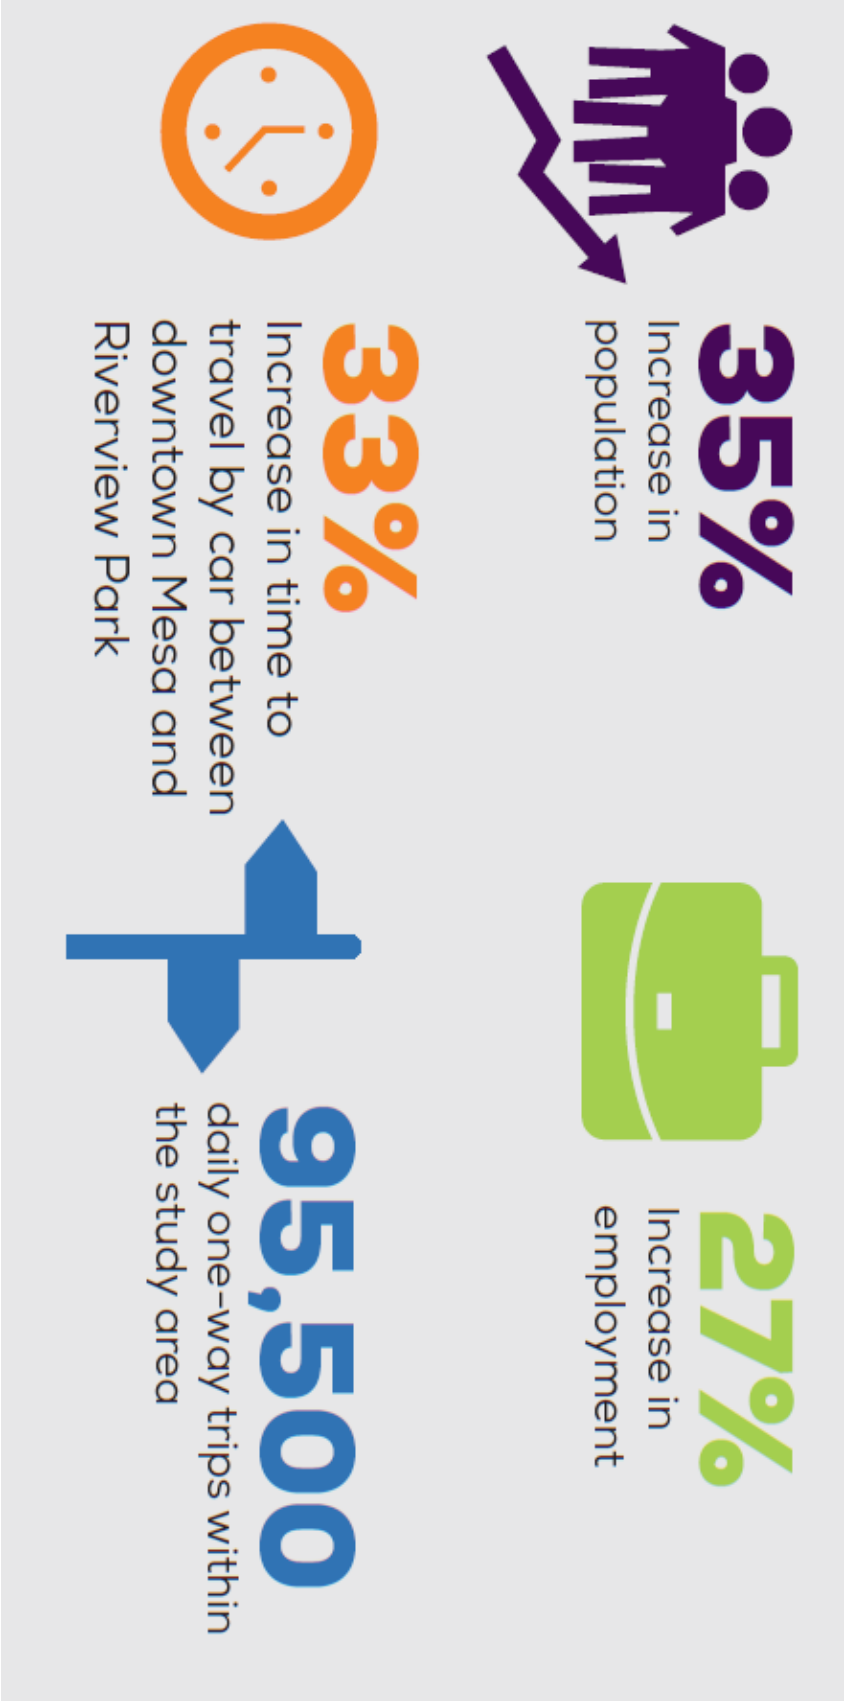 35%
Increase in
population
27%
Increase in
employment
33%
Increase in time to
travel by car between
downtown Mesa and
Riverview Park
95,500
daily one-way trips within
the study area